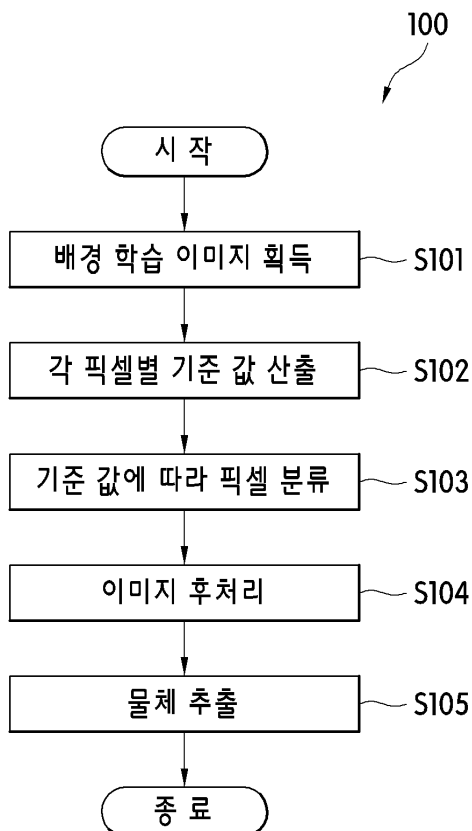 100
시 작
배경 학습 이미지 획득 S101
각 픽셀별 기준 값 산출 S102
기준 값에 따라 픽셀 분류 S103
이미지 후처리 S104
물체 추출 S105
종 료